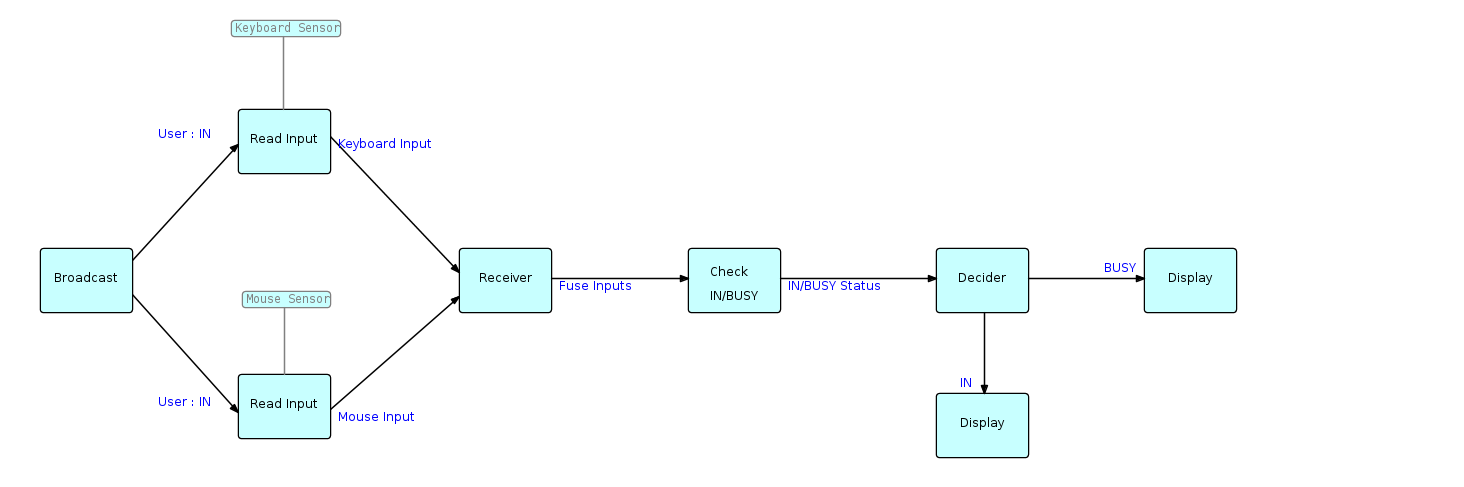 Keyboard Sensor
User : IN
Read Input
Keyboard Input
Broadcast
Receiver
Fuse Inputs
Check
IN/BUSY
IN/BUSY Status
Decider
BUSY
Display
Mouse Sensor
User : IN
Read Input
Mouse Input
IN
Display